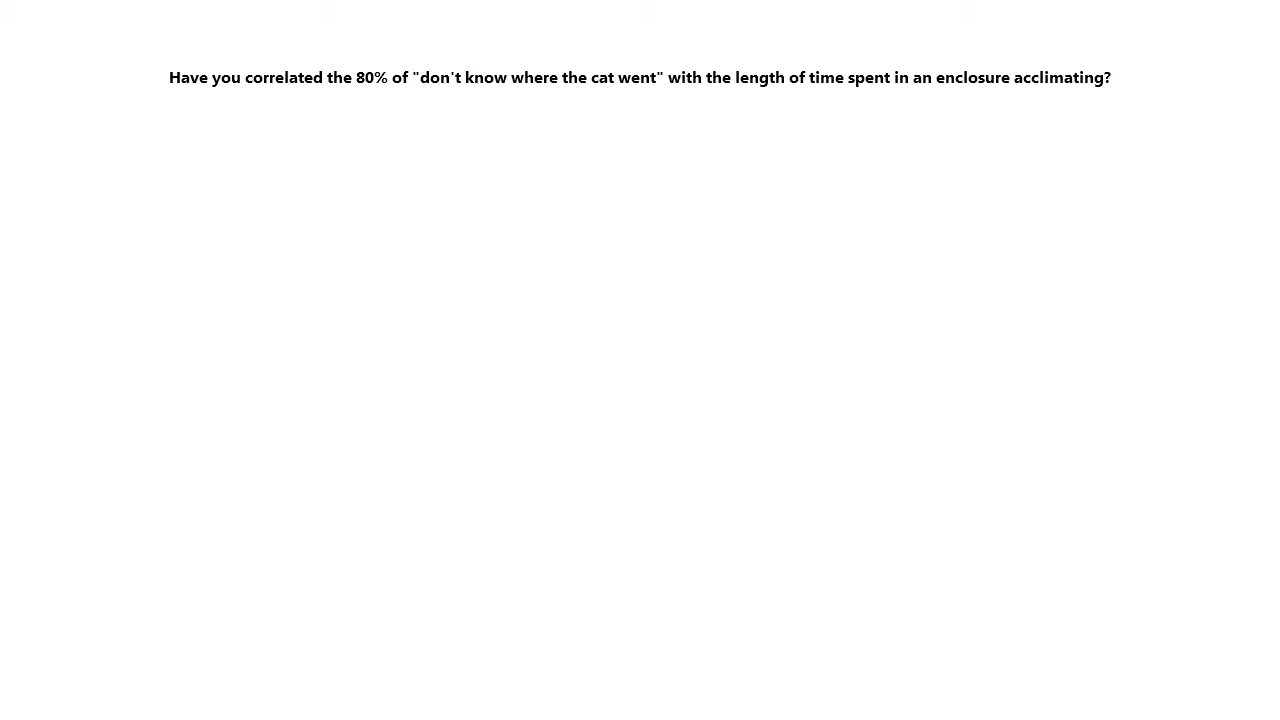 Have you correlated the 80% of "don't know where the cat went" with the length of time spent in an enclosure acclimating?